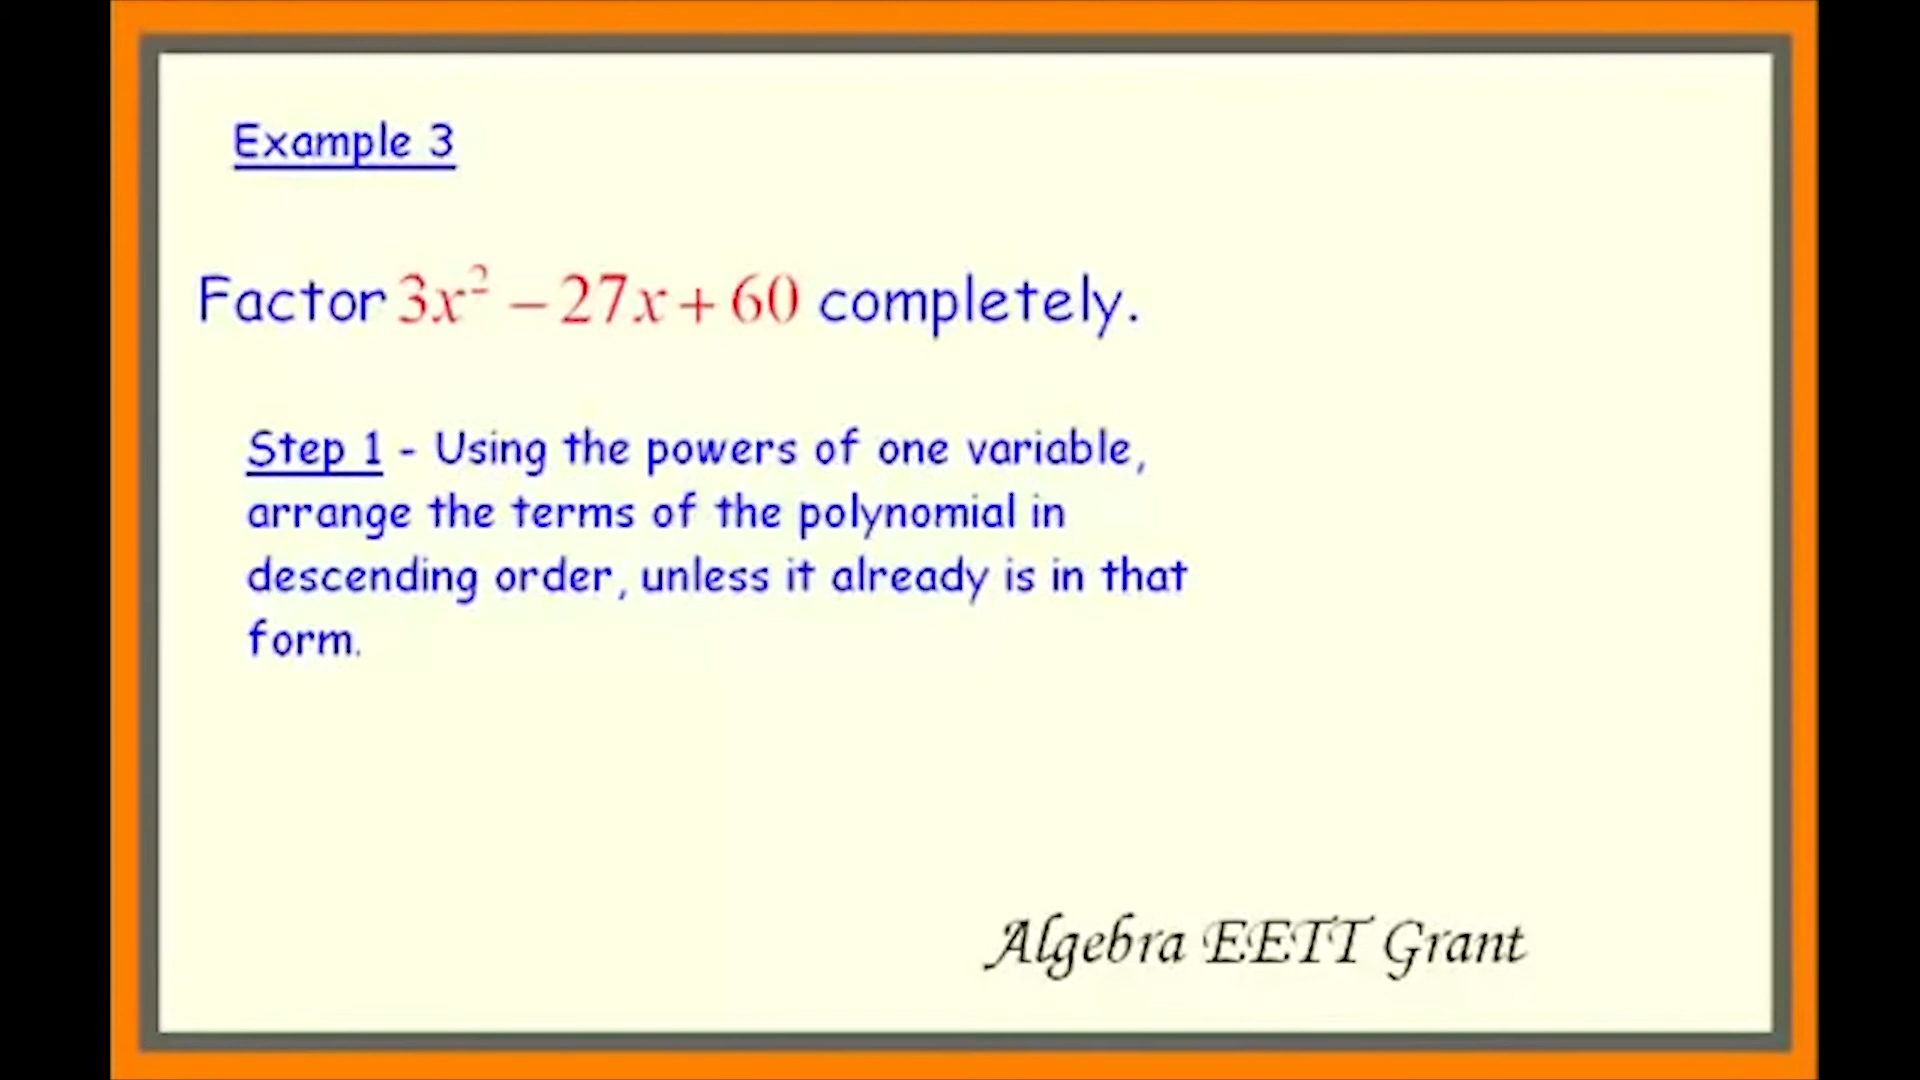 Example 3
Factor 3x² − 27x + 60 completely.
Step 1 - Using the powers of one variable,
arrange the terms of the polynomial in
descending order, unless it already is in that
form.
Algebra EETT Grant